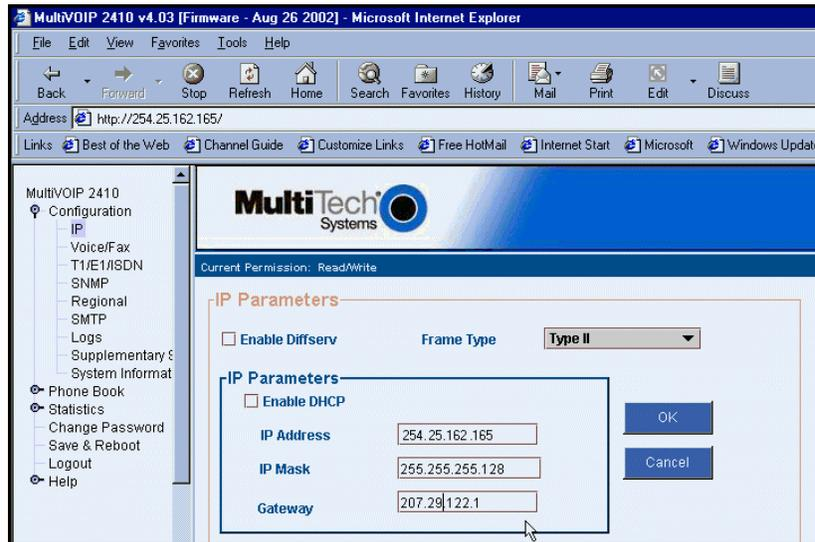 MultiVOIP 2410 v4.03 [Firmware - Aug 26 2002] - Microsoft Internet Explorer
File Edit View Favorites Tools Help
Back Forward Stop Refresh Home Search Favorites History Mail Print Edit Discuss
Address http://254.25.162.165/
Links Best of the Web Channel Guide Customize Links Free HotMail Internet Start Microsoft Windows Updat
MultiVOIP 2410
Configuration
IP
Voice/Fax
T1/E1/ISDN
SNMP
Regional
SMTP
Logs
Supplementary S
System Informat
Phone Book
Statistics
Change Password
Save & Reboot
Logout
Help
MultiTech
Systems
Current Permission: Read/Write
IP Parameters
Enable Diffserv Frame Type Type II
IP Parameters
Enable DHCP
IP Address 254.25.162.165
IP Mask 255.255.255.128
Gateway 207.29.122.1
OK
Cancel